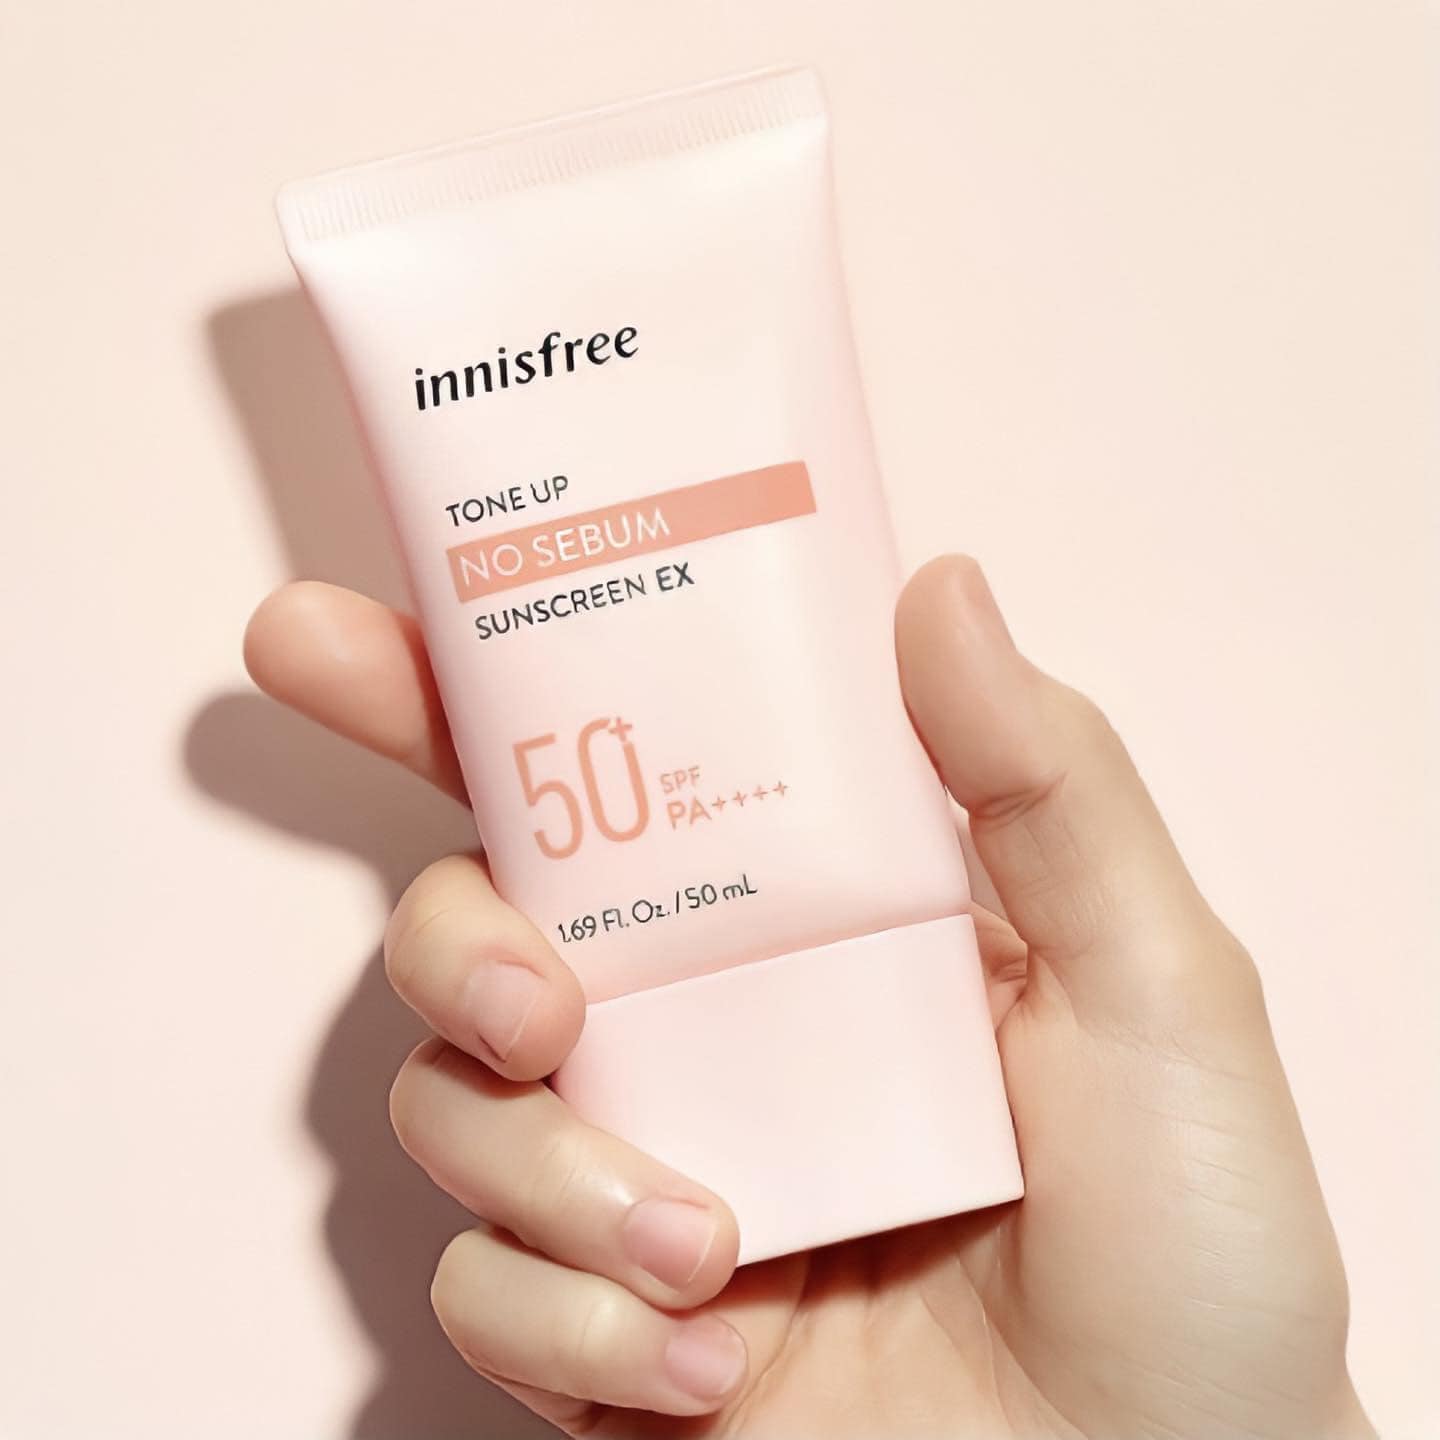 innisfree
TONE UP
NO SEBUM
SUNSCREEN EX
50+
SPF
PA++++
1.69 Fl. Oz. / 50 mL